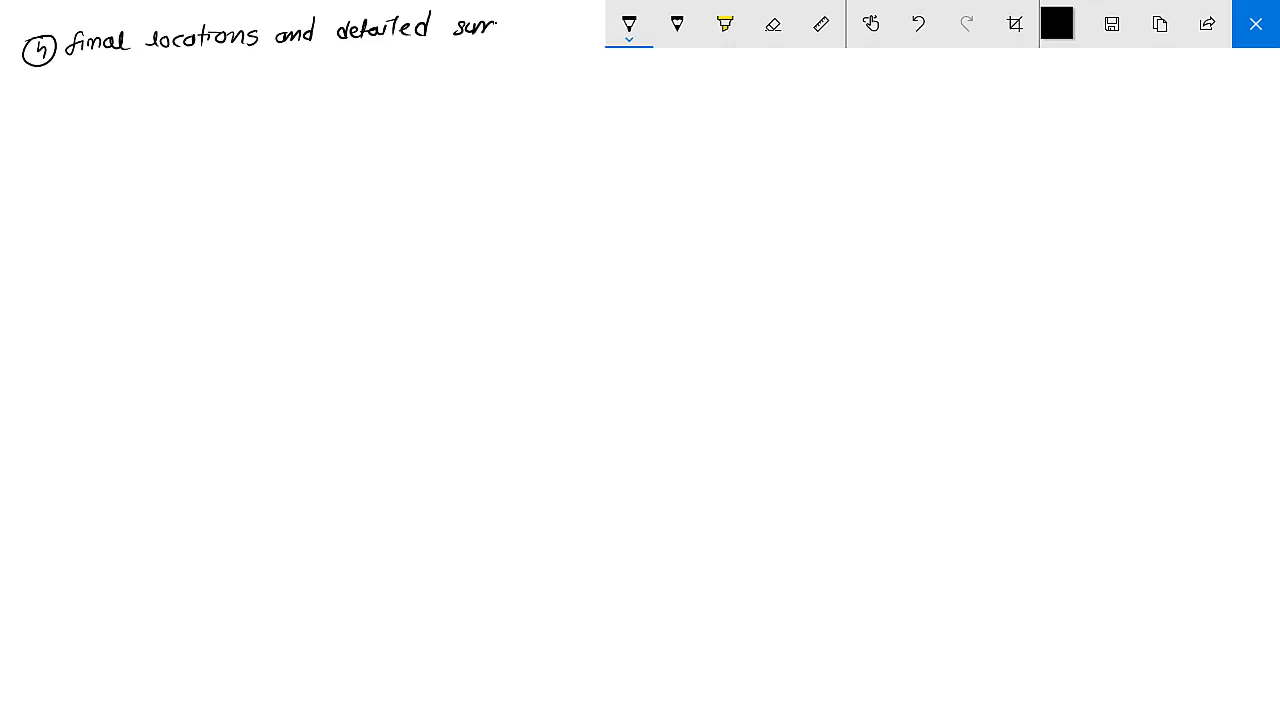 ④ final locations and detailed sur